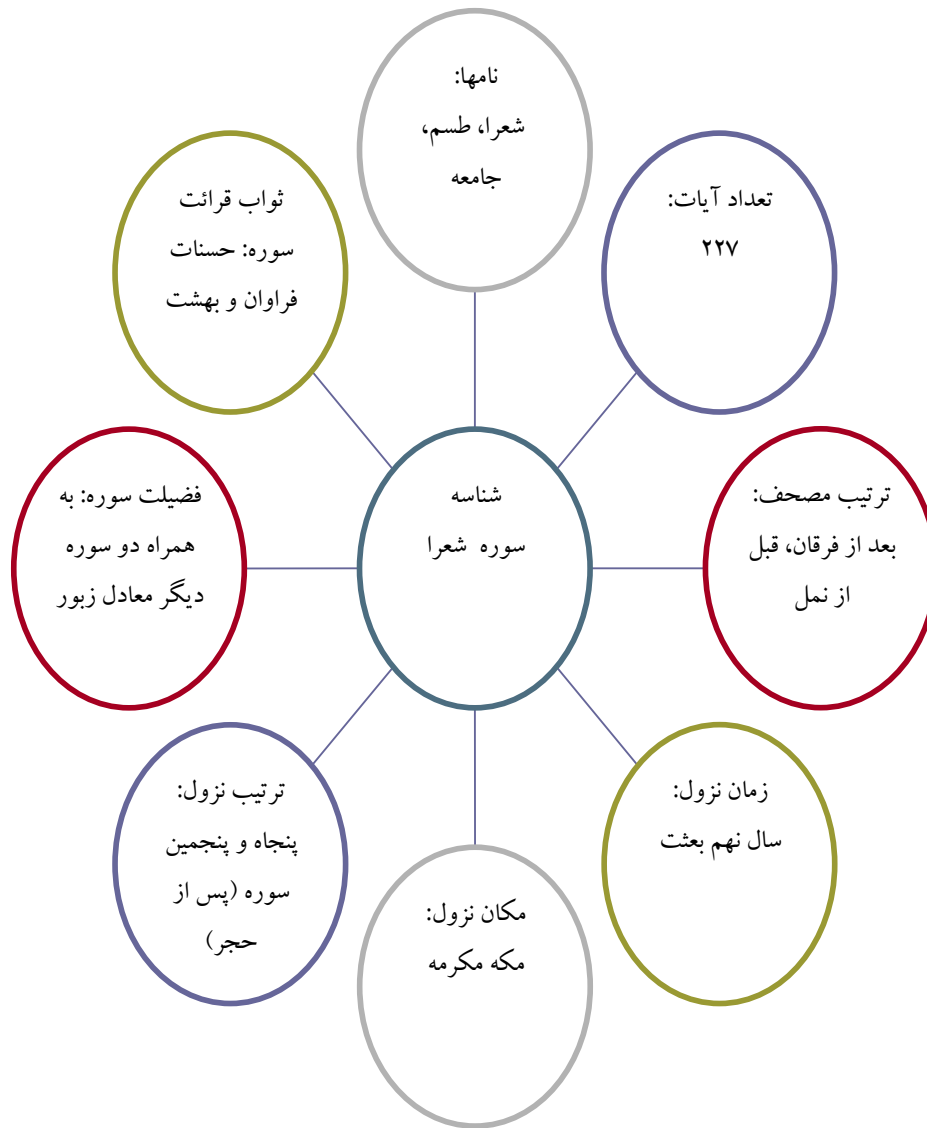 شناسه
سوره شعرا
نامها:
شعرا، طسم،
جامعه
تعداد آیات:
۲۲۷
ترتیب مصحف:
بعد از فرقان، قبل
از نمل
زمان نزول:
سال نهم بعثت
مکان نزول:
مکه مکرمه
ترتیب نزول:
پنجاه و پنجمین
سوره (پس از
حجر)
فضیلت سوره: به
همراه دو سوره
دیگر معادل زبور
ثواب قرائت
سوره: حسنات
فراوان و بهشت